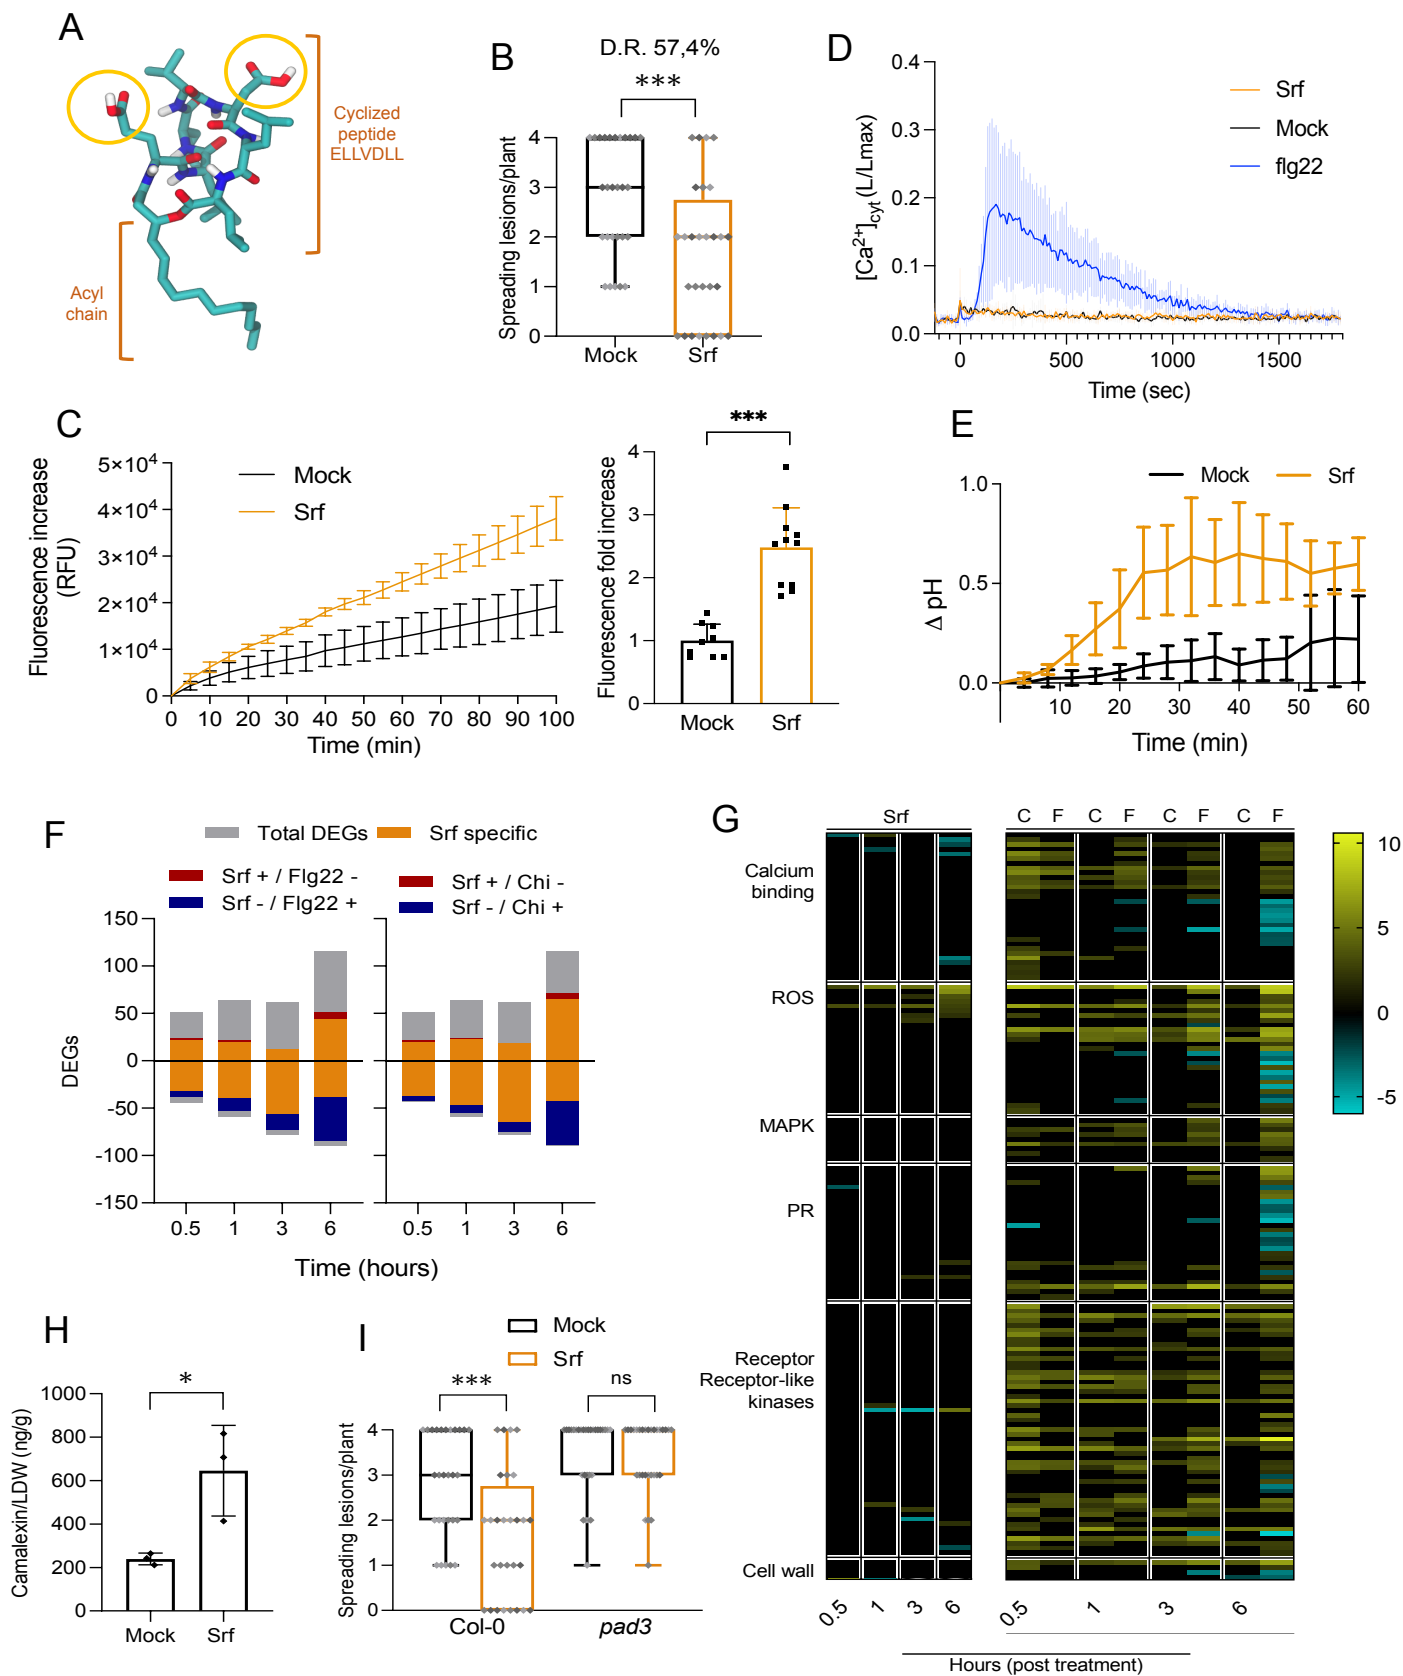 A
Cyclized
peptide
ELLVDLL
Acyl
chain
B
D.R. 57,4%
***
Spreading lesions/plant
4
3
2
1
0
Mock
Srf
D
[Ca2+]cyt (L/Lmax)
0.4
0.3
0.2
0.1
0.0
Srf
Mock
flg22
0
500
1000
1500
Time (sec)
C
Fluorescence increase
(RFU)
5×10⁴
4×10⁴
3×10⁴
2×10⁴
1×10⁴
0
Mock
Srf
0 10 20 30 40 50 60 70 80 90 100
Time (min)
***
Fluorescence fold increase
4
3
2
1
0
Mock
Srf
E
Mock
Srf
Δ pH
1.0
0.5
0.0
10 20 30 40 50 60
Time (min)
F
Total DEGs
Srf specific
Srf + / Flg22 -
Srf - / Flg22 +
Srf + / Chi -
Srf - / Chi +
DEGs
150
100
50
0
-50
-100
-150
0.5 1 3 6
0.5 1 3 6
Time (hours)
G
Srf
C F C F C F C F
Calcium
binding
ROS
MAPK
PR
Receptor
Receptor-like
kinases
Cell wall
10
5
0
-5
0.5 1 3 6
0.5 1 3 6
Hours (post treatment)
H
*
Camalexin/LDW (ng/g)
1000
800
600
400
200
0
Mock
Srf
I
Mock
Srf
***
ns
Spreading lesions/plant
4
3
2
1
0
Col-0
pad3